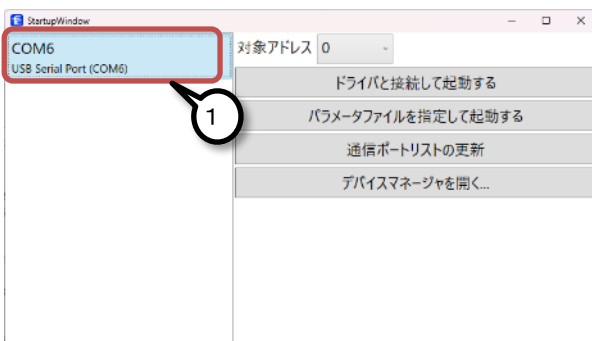 StartupWindow
COM6
USB Serial Port (COM6)
1
対象アドレス 0
ドライバと接続して起動する
パラメータファイルを指定して起動する
通信ポートリストの更新
デバイスマネージャを開く...